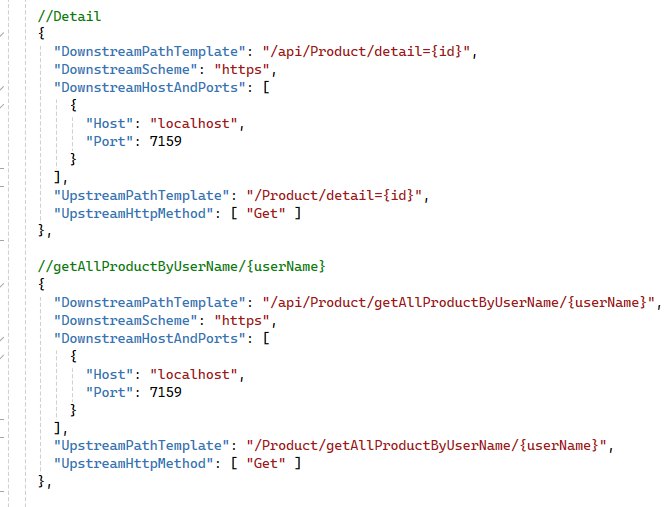 //Detail
{
"DownstreamPathTemplate": "/api/Product/detail={id}",
"DownstreamScheme": "https",
"DownstreamHostAndPorts": [
{
"Host": "localhost",
"Port": 7159
}
],
"UpstreamPathTemplate": "/Product/detail={id}",
"UpstreamHttpMethod": [ "Get" ]
},
//getAllProductByUserName/{userName}
{
"DownstreamPathTemplate": "/api/Product/getAllProductByUserName/{userName}",
"DownstreamScheme": "https",
"DownstreamHostAndPorts": [
{
"Host": "localhost",
"Port": 7159
}
],
"UpstreamPathTemplate": "/Product/getAllProductByUserName/{userName}",
"UpstreamHttpMethod": [ "Get" ]
},